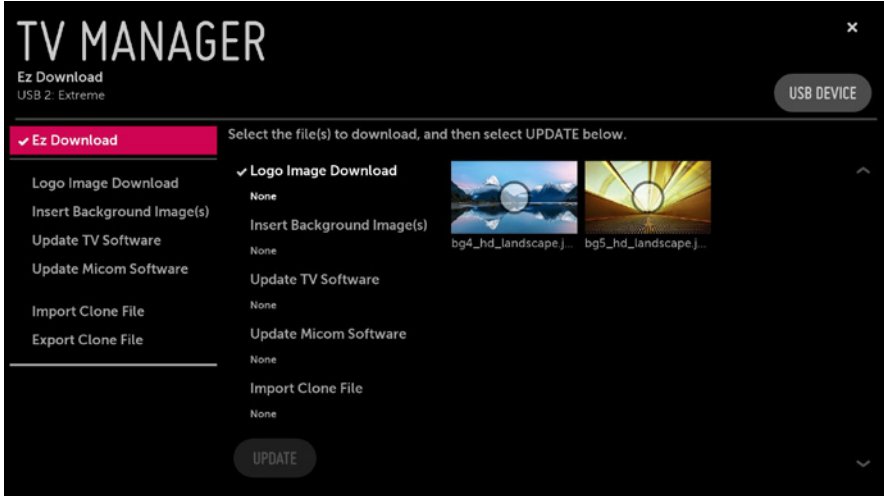 TV MANAGER
Ez Download
USB 2: Extreme
USB DEVICE
Ez Download
Logo Image Download
Insert Background Image(s)
Update TV Software
Update Micom Software
Import Clone File
Export Clone File
Select the file(s) to download, and then select UPDATE below.
Logo Image Download
None
Insert Background Image(s)
None
Update TV Software
None
Update Micom Software
None
Import Clone File
None
bg4_hd_landscape.j...
bg5_hd_landscape.j...
UPDATE